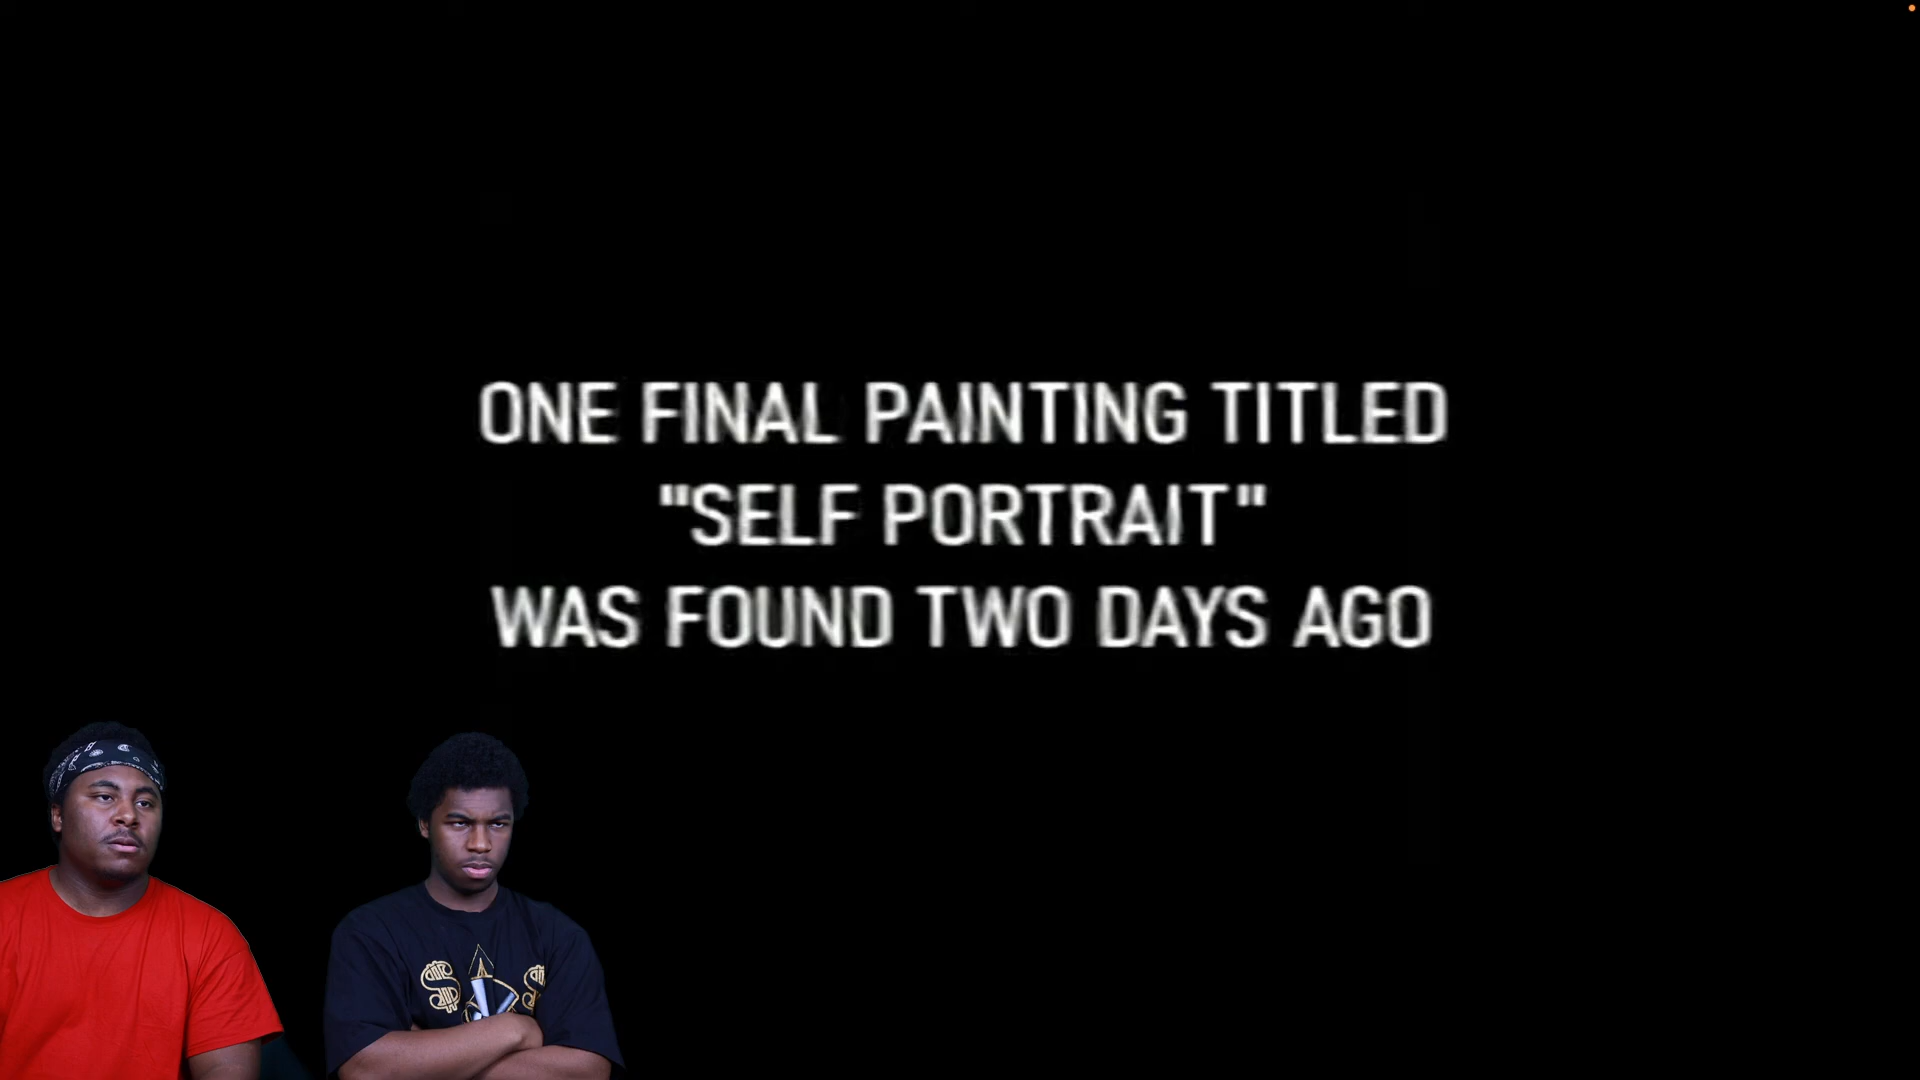 ONE FINAL PAINTING TITLED
"SELF PORTRAIT"
WAS FOUND TWO DAYS AGO